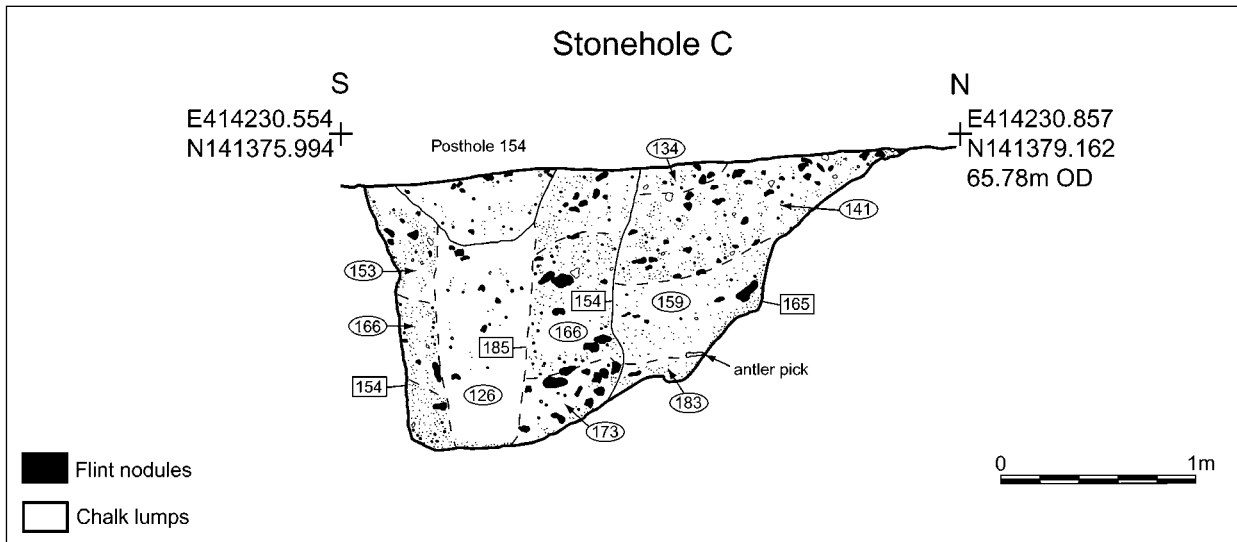 Stonehole C
S
N
E414230.554
N141375.994
E414230.857
N141379.162
65.78m OD
Posthole 154
134
141
153
154
159
165
166
166
185
154
126
antler pick
183
173
Flint nodules
Chalk lumps
0 1m